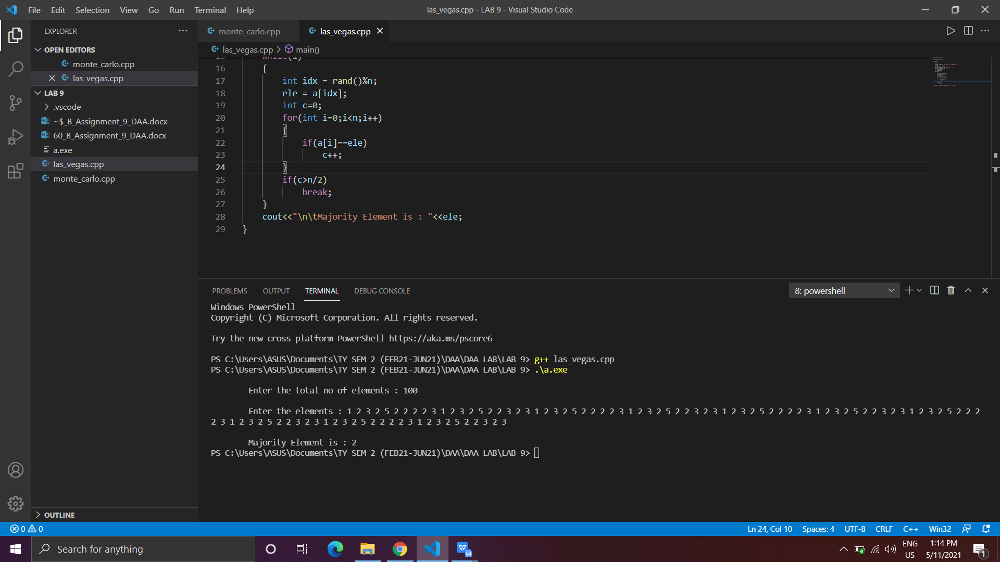 File Edit Selection View Go Run Terminal Help
las_vegas.cpp - LAB 9 - Visual Studio Code
EXPLORER
OPEN EDITORS
monte_carlo.cpp
las_vegas.cpp
LAB 9
.vscode
~$_B_Assignment_9_DAA.docx
60_B_Assignment_9_DAA.docx
a.exe
las_vegas.cpp
monte_carlo.cpp
OUTLINE
monte_carlo.cpp
las_vegas.cpp
las_vegas.cpp > main()
16 {
17 int idx = rand()%n;
18 ele = a[idx];
19 int c=0;
20 for(int i=0;i<n;i++)
21 {
22 if(a[i]==ele)
23 c++;
24 }
25 if(c>n/2)
26 break;
27 }
28 cout<<"\n\tMajority Element is : "<<ele;
29 }
PROBLEMS OUTPUT TERMINAL DEBUG CONSOLE
8: powershell
Windows PowerShell
Copyright (C) Microsoft Corporation. All rights reserved.
Try the new cross-platform PowerShell https://aka.ms/pscore6
PS C:\Users\ASUS\Documents\TY SEM 2 (FEB21-JUN21)\DAA\DAA LAB\LAB 9> g++ las_vegas.cpp
PS C:\Users\ASUS\Documents\TY SEM 2 (FEB21-JUN21)\DAA\DAA LAB\LAB 9> .\a.exe
Enter the total no of elements : 100
Enter the elements : 1 2 3 2 5 2 2 2 2 3 1 2 3 2 5 2 2 3 2 3 1 2 3 2 5 2 2 2 2 3 1 2 3 2 5 2 2 3 2 3 1 2 3 2 5 2 2 2 2 3 1 2 3 2 5 2 2 3 2 3 1 2 3 2 5 2 2 2
2 3 1 2 3 2 5 2 2 3 2 3 1 2 3 2 5 2 2 2 2 3 1 2 3 2 5 2 2 3 2 3
Majority Element is : 2
PS C:\Users\ASUS\Documents\TY SEM 2 (FEB21-JUN21)\DAA\DAA LAB\LAB 9>
0 0
Ln 24, Col 10 Spaces: 4 UTF-8 CRLF C++ Win32
Search for anything
ENG
US
1:14 PM
5/11/2021
1